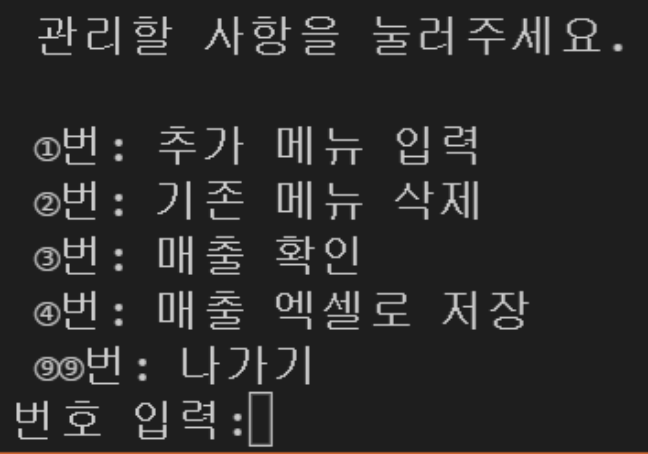 관리할 사항을 눌러주세요.
①번: 추가 메뉴 입력
②번: 기존 메뉴 삭제
③번: 매출 확인
④번: 매출 엑셀로 저장
⑨⑨번: 나가기
번호 입력: